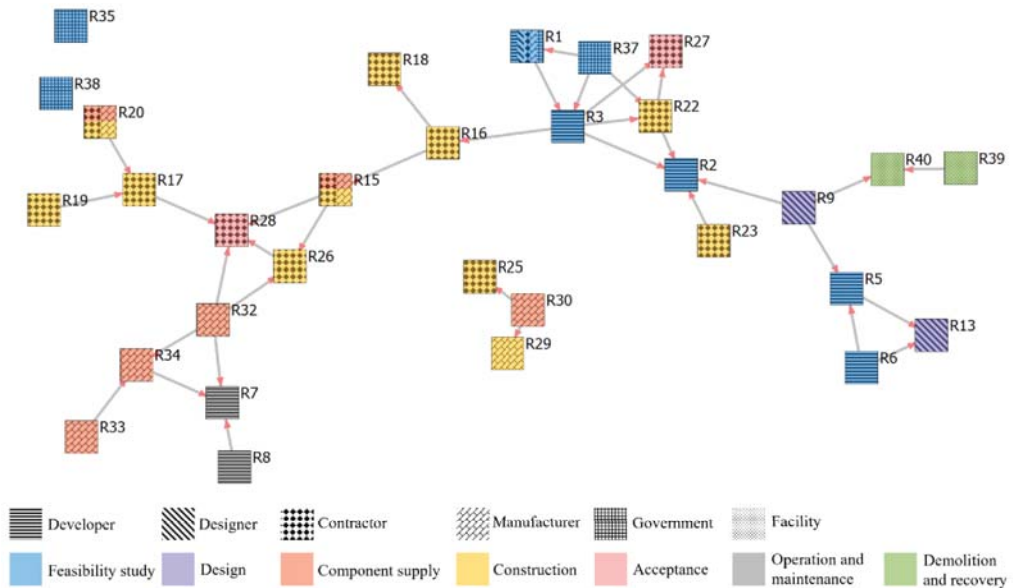 R35
R1
R37
R27
R18
R38
R20
R22
R3
R16
R2
R40
R39
R17
R15
R19
R28
R9
R23
R26
R25
R5
R32
R30
R13
R34
R29
R6
R7
R33
R8
Developer
Designer
Contractor
Manufacturer
Government
Facility
Feasibility study
Design
Component supply
Construction
Acceptance
Operation and
maintenance
Demolition
and recovery